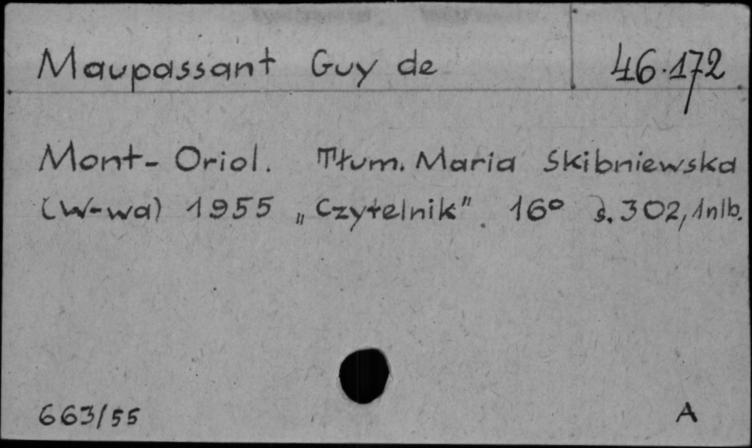 Maupassant Guy de 46.172
Mont-Oriol. Tłum. Maria Skibniewska
(W-wa) 1955 „Czytelnik". 16° s. 302, 1nlb.
663/55 A